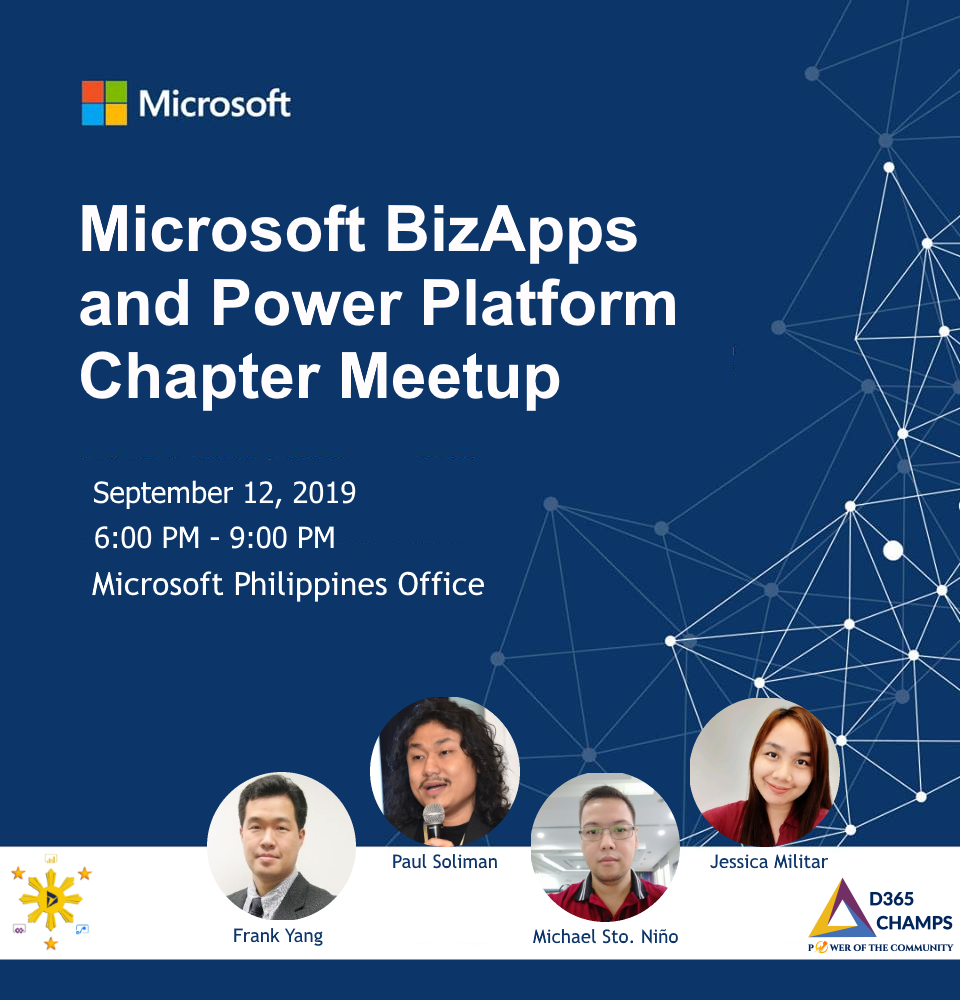 Microsoft
Microsoft BizApps
and Power Platform
Chapter Meetup
September 12, 2019
6:00 PM - 9:00 PM
Microsoft Philippines Office
Paul Soliman
Jessica Militar
Frank Yang
Michael Sto. Niño
D365
CHAMPS
POWER OF THE COMMUNITY